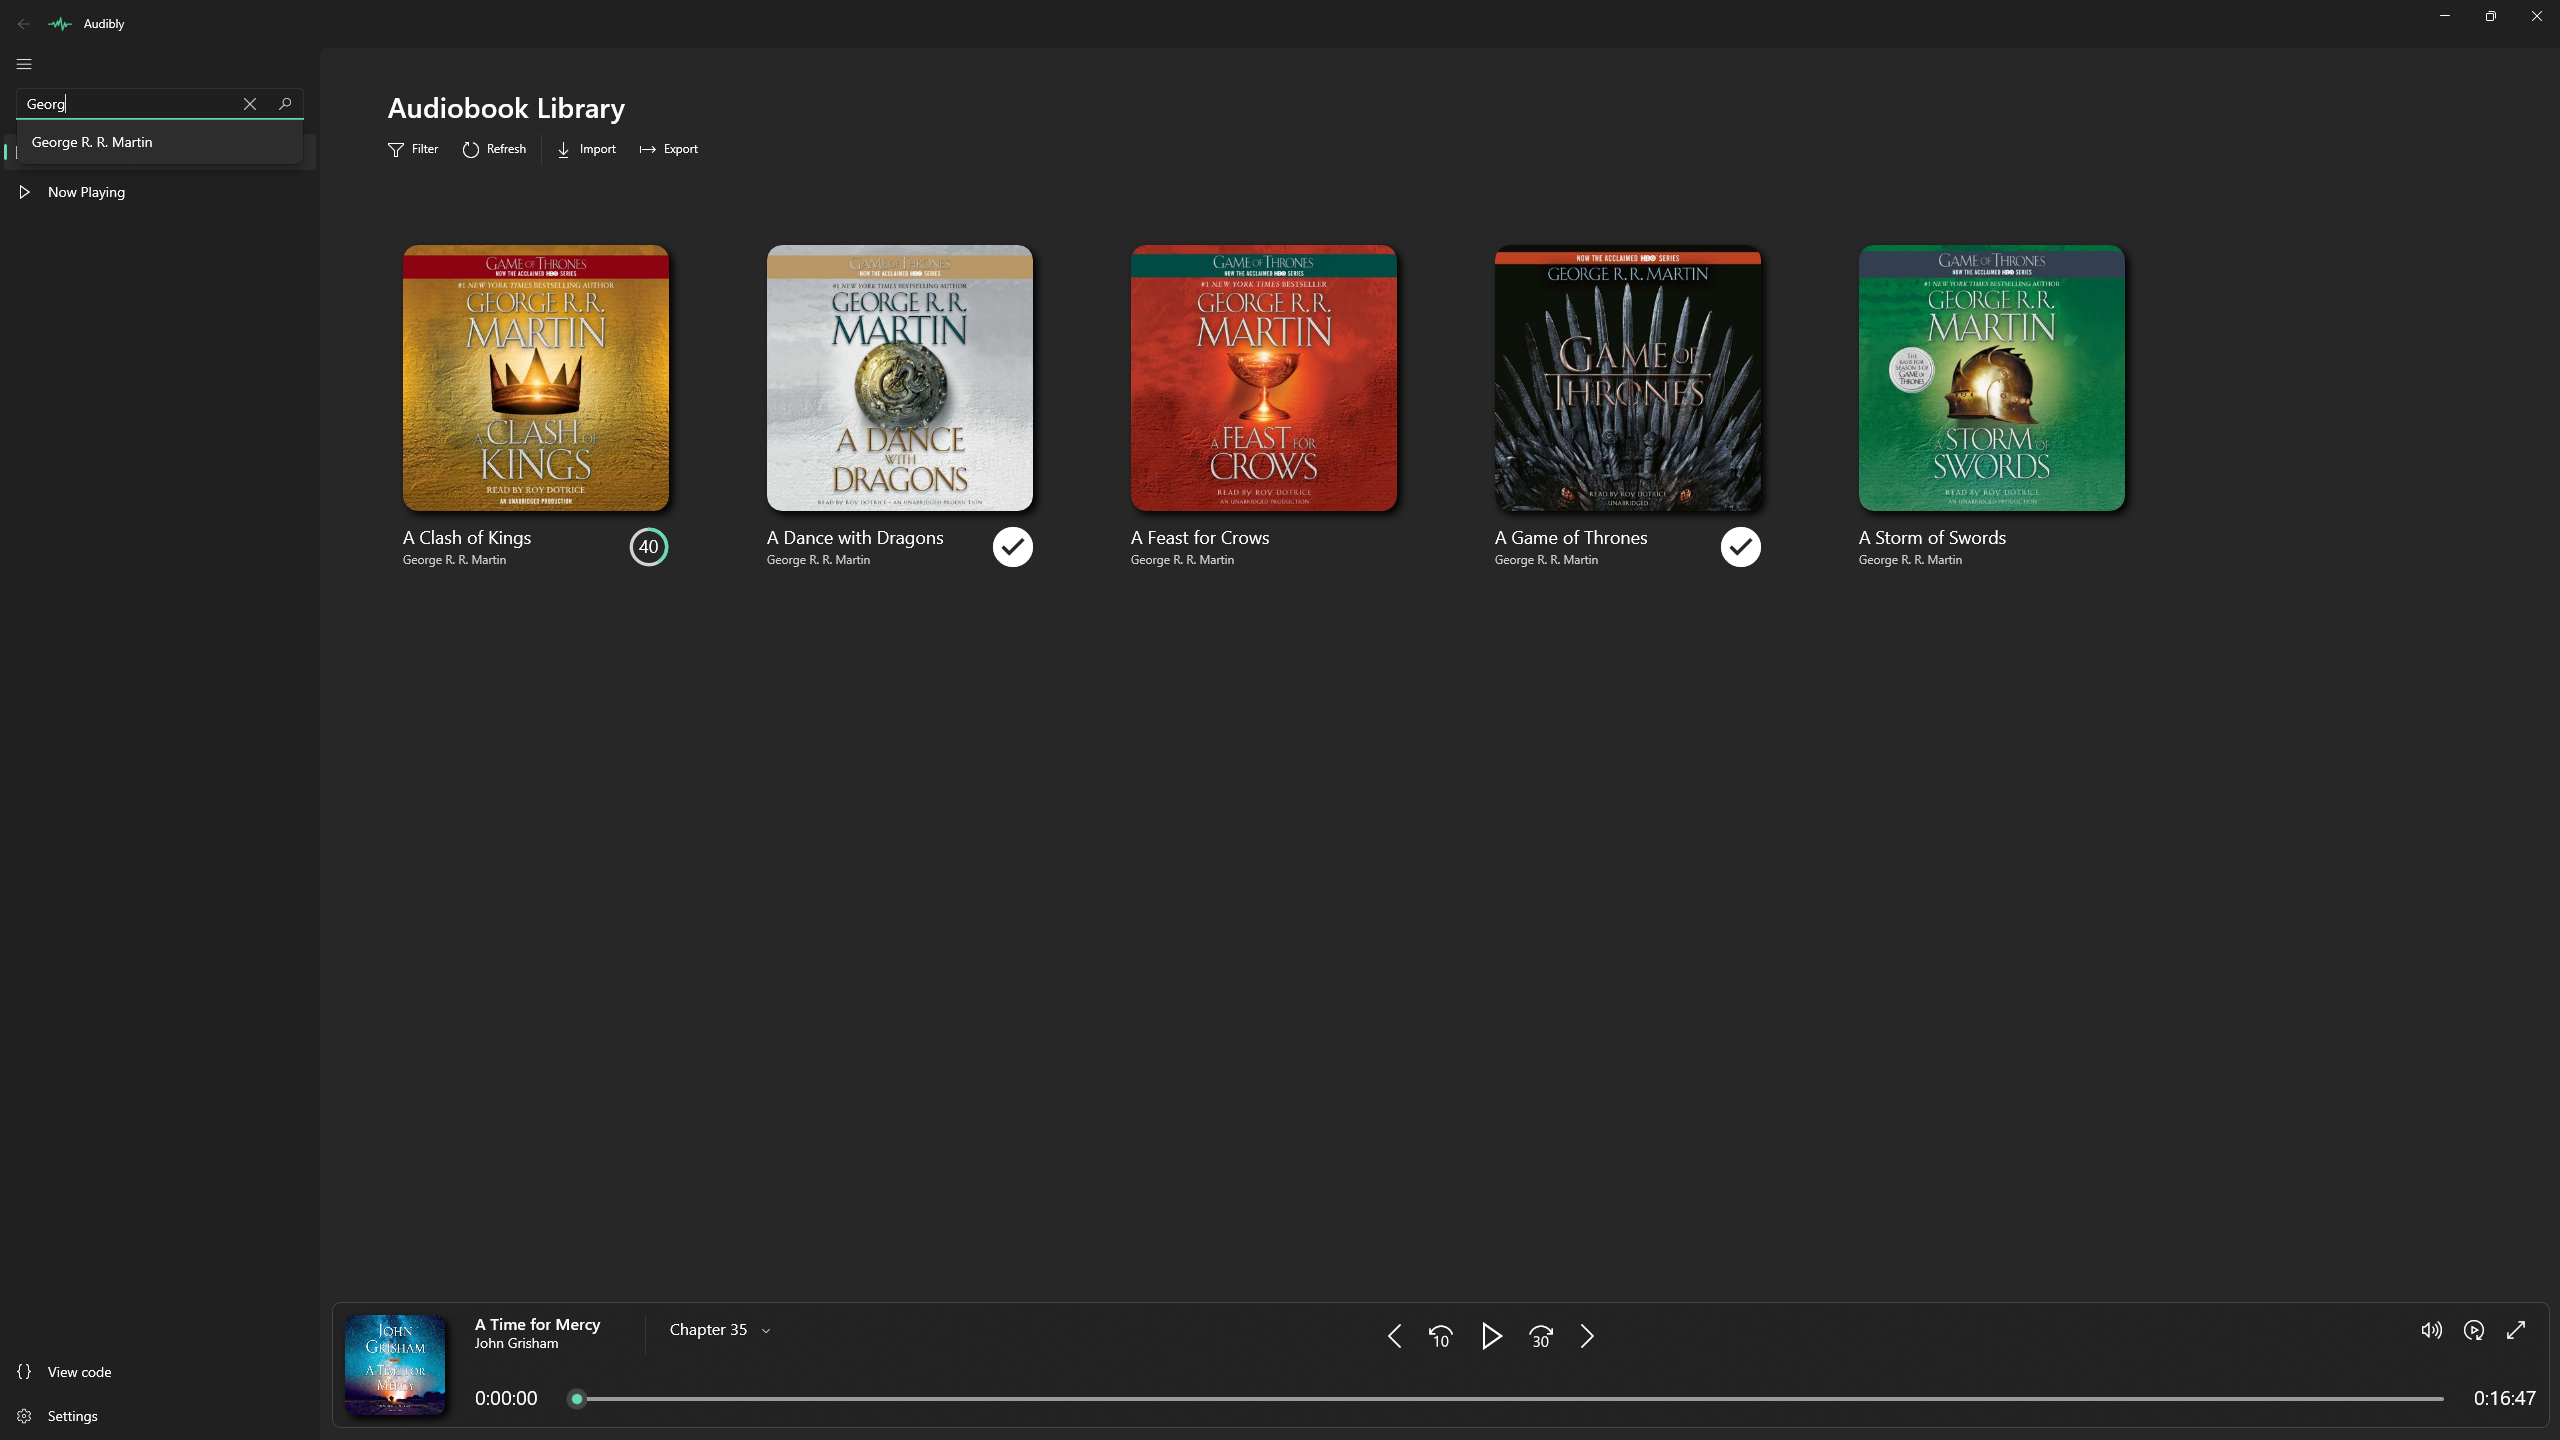 Audibly
Georg
George R. R. Martin
Now Playing
Audiobook Library
Filter
Refresh
Import
Export
GAME OF THRONES
NOW THE ACCLAIMED HBO SERIES
#1 NEW YORK TIMES BESTSELLING AUTHOR
GEORGE R.R.
MARTIN
A CLASH OF
KINGS
READ BY ROY DOTRICE
AN UNABRIDGED PRODUCTION
A Clash of Kings
George R. R. Martin
40
GAME OF THRONES
NOW THE ACCLAIMED HBO SERIES
#1 NEW YORK TIMES BESTSELLING AUTHOR
GEORGE R.R.
MARTIN
A DANCE
WITH
DRAGONS
READ BY ROY DOTRICE • AN UNABRIDGED PRODUCTION
A Dance with Dragons
George R. R. Martin
GAME OF THRONES
NOW THE ACCLAIMED HBO SERIES
#1 NEW YORK TIMES BESTSELLER
GEORGE R.R.
MARTIN
A FEAST FOR
CROWS
READ BY ROY DOTRICE
AN UNABRIDGED PRODUCTION
A Feast for Crows
George R. R. Martin
NOW THE ACCLAIMED HBO SERIES
GEORGE R.R. MARTIN
GAME OF
THRONES
READ BY ROY DOTRICE
UNABRIDGED
A Game of Thrones
George R. R. Martin
GAME OF THRONES
NOW THE ACCLAIMED HBO SERIES
#1 NEW YORK TIMES BESTSELLING AUTHOR
GEORGE R.R.
MARTIN
THE
BASIS FOR
SEASON 3 OF
GAME OF
THRONES
A STORM OF
SWORDS
READ BY ROY DOTRICE
AN UNABRIDGED PRODUCTION
A Storm of Swords
George R. R. Martin
{} View code
Settings
JOHN
GRISHAM
A TIME FOR
MERCY
A Time for Mercy
John Grisham
Chapter 35
10
30
0:00:00
0:16:47